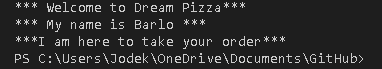 *** Welcome to Dream Pizza***
*** My name is Barlo ***
***I am here to take your order***
PS C:\Users\Jodek\OneDrive\Documents\GitHub>